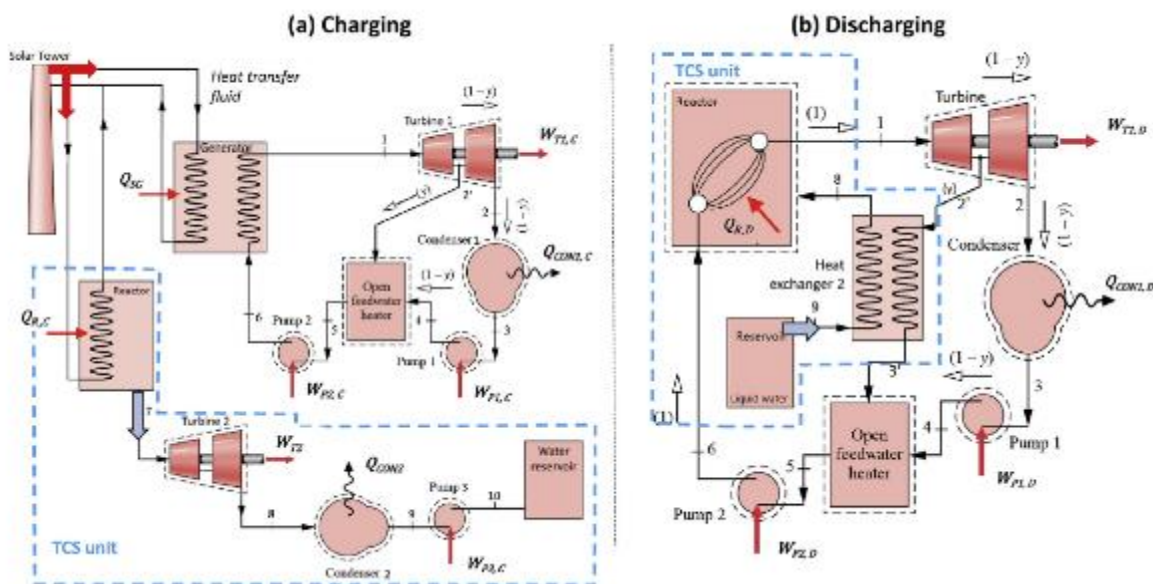 (a) Charging
Solar Tower
Heat transfer
fluid
(1 − y)
Turbine 1
W_T1,C
Generator
1
Q_SG
(y)
2'
2
(1−y)
Condenser 1
Q_CON1,C
(1−y)
Open
feedwater
heater
Reactor
Q_R,C
6
Pump 2
5
4
3
Pump 1
W_P2,C
W_P1,C
7
Turbine 2
W_T2
Q_CON2
Water
reservoir
Pump 3
10
8
9
TCS unit
Condenser 2
W_P3,C
(b) Discharging
TCS unit
(1 − y)
Reactor
Turbine
(1)
1
W_T1,D
8
(y)
2'
2
(1−y)
Q_R,D
Condenser
Heat
exchanger 2
Q_CON1,D
9
Reservoir
Liquid water
3'
(1−y)
3
(1)
4
Pump 1
6
5
Open
feedwater
heater
W_P1,D
Pump 2
W_P2,D